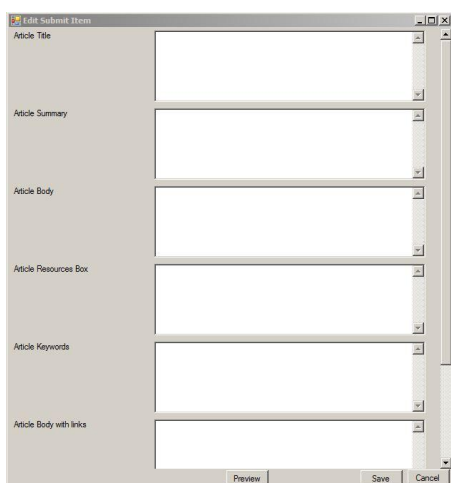 Edit Submit Item
Article Title
Article Summary
Article Body
Article Resources Box
Article Keywords
Article Body with links
Preview Save Cancel